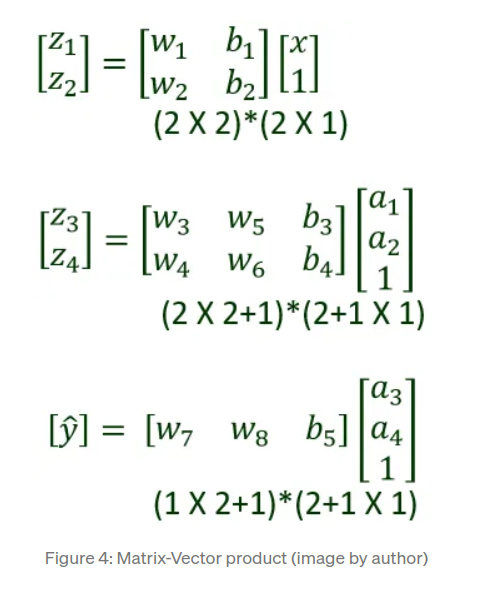 [z₁] = [w₁ b₁] [x]
[z₂] [w₂ b₂] [1]
(2 X 2)*(2 X 1)
[z₃] = [w₃ w₅ b₃] [a₁]
[z₄] [w₄ w₆ b₄] [a₂]
[1]
(2 X 2+1)*(2+1 X 1)
[a₃]
[ŷ] = [w₇ w₈ b₅] [a₄]
[1]
(1 X 2+1)*(2+1 X 1)
Figure 4: Matrix-Vector product (image by author)